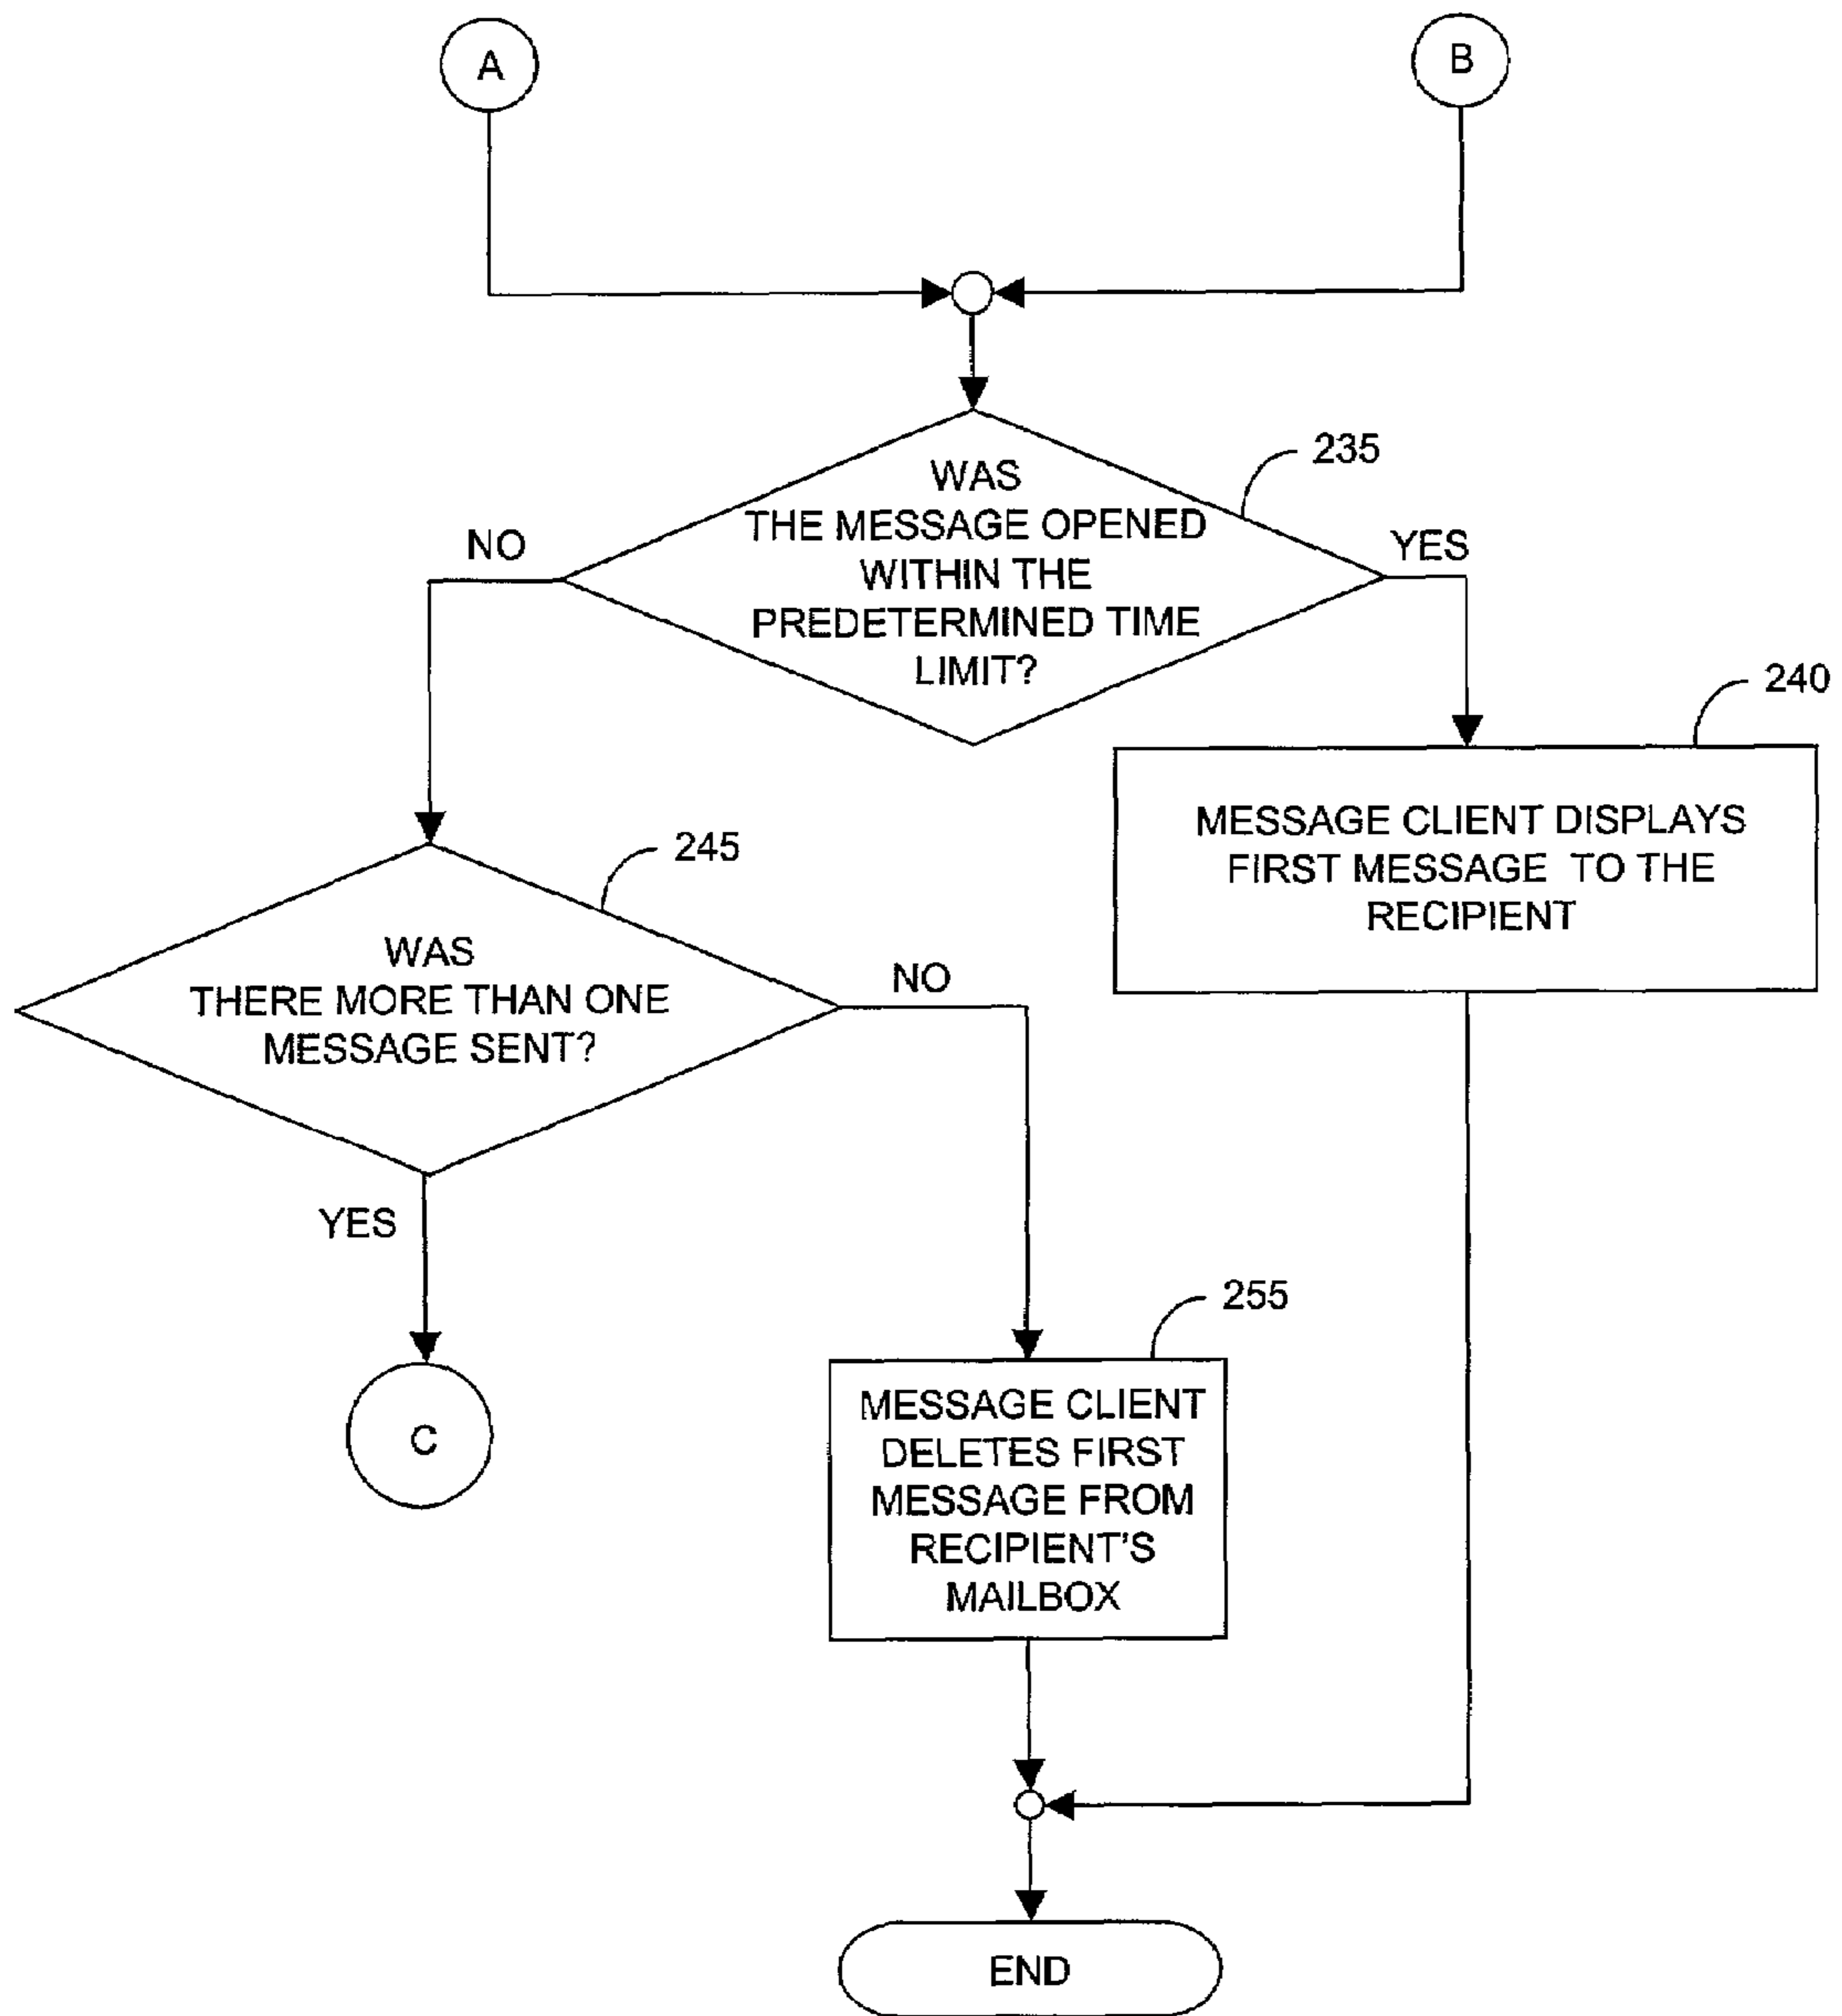 A
B
235
WAS
THE MESSAGE OPENED
WITHIN THE
PREDETERMINED TIME
LIMIT?
NO
YES
240
MESSAGE CLIENT DISPLAYS
FIRST MESSAGE TO THE
RECIPIENT
245
WAS
THERE MORE THAN ONE
MESSAGE SENT?
NO
YES
C
255
MESSAGE CLIENT
DELETES FIRST
MESSAGE FROM
RECIPIENT'S
MAILBOX
END